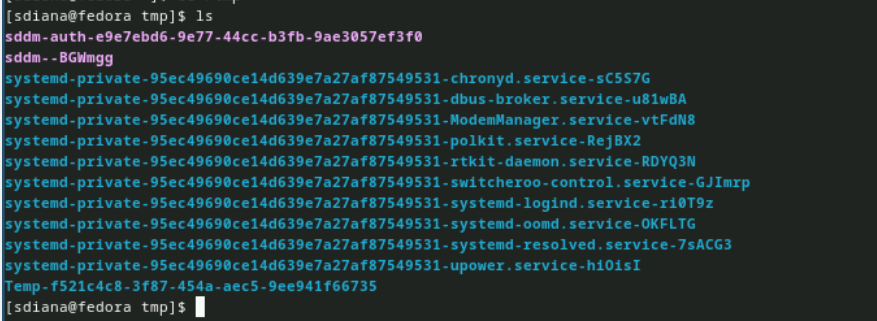 [sdiana@fedora tmp]$ ls
sddm-auth-e9e7ebd6-9e77-44cc-b3fb-9ae3057ef3f0
sddm--BGWmgg
systemd-private-95ec49690ce14d639e7a27af87549531-chronyd.service-sC5S7G
systemd-private-95ec49690ce14d639e7a27af87549531-dbus-broker.service-u81wBA
systemd-private-95ec49690ce14d639e7a27af87549531-ModemManager.service-vtFdN8
systemd-private-95ec49690ce14d639e7a27af87549531-polkit.service-RejBX2
systemd-private-95ec49690ce14d639e7a27af87549531-rtkit-daemon.service-RDYQ3N
systemd-private-95ec49690ce14d639e7a27af87549531-switcheroo-control.service-GJImrp
systemd-private-95ec49690ce14d639e7a27af87549531-systemd-logind.service-ri0T9z
systemd-private-95ec49690ce14d639e7a27af87549531-systemd-oomd.service-OKFLTG
systemd-private-95ec49690ce14d639e7a27af87549531-systemd-resolved.service-7sACG3
systemd-private-95ec49690ce14d639e7a27af87549531-upower.service-hiOisI
Temp-f521c4c8-3f87-454a-aec5-9ee941f66735
[sdiana@fedora tmp]$